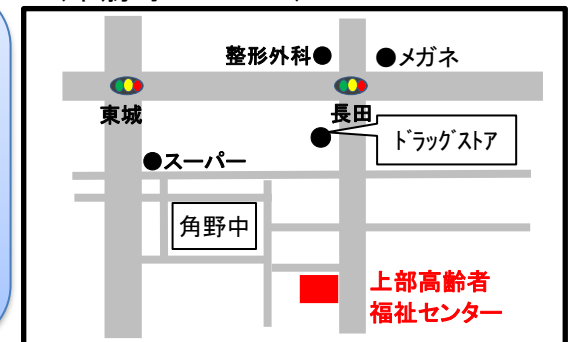 整形外科●
●メガネ
東城
長田
ドラッグストア
●スーパー
角野中
上部高齢者
福祉センター